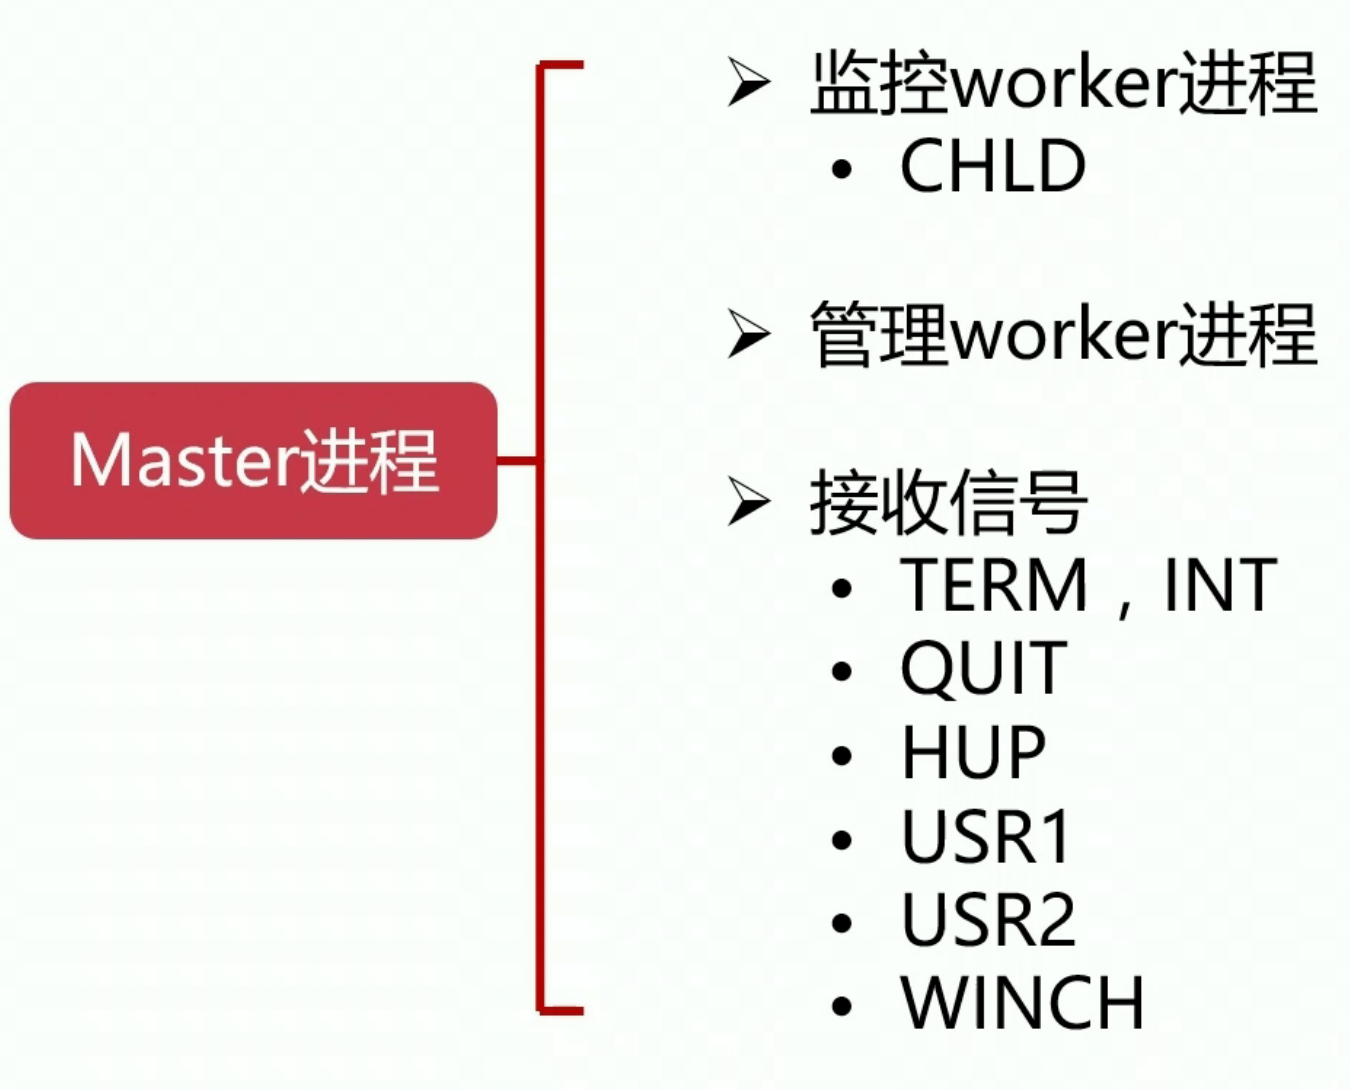 Master进程
➢ 监控worker进程
• CHLD
➢ 管理worker进程
➢ 接收信号
• TERM，INT
• QUIT
• HUP
• USR1
• USR2
• WINCH